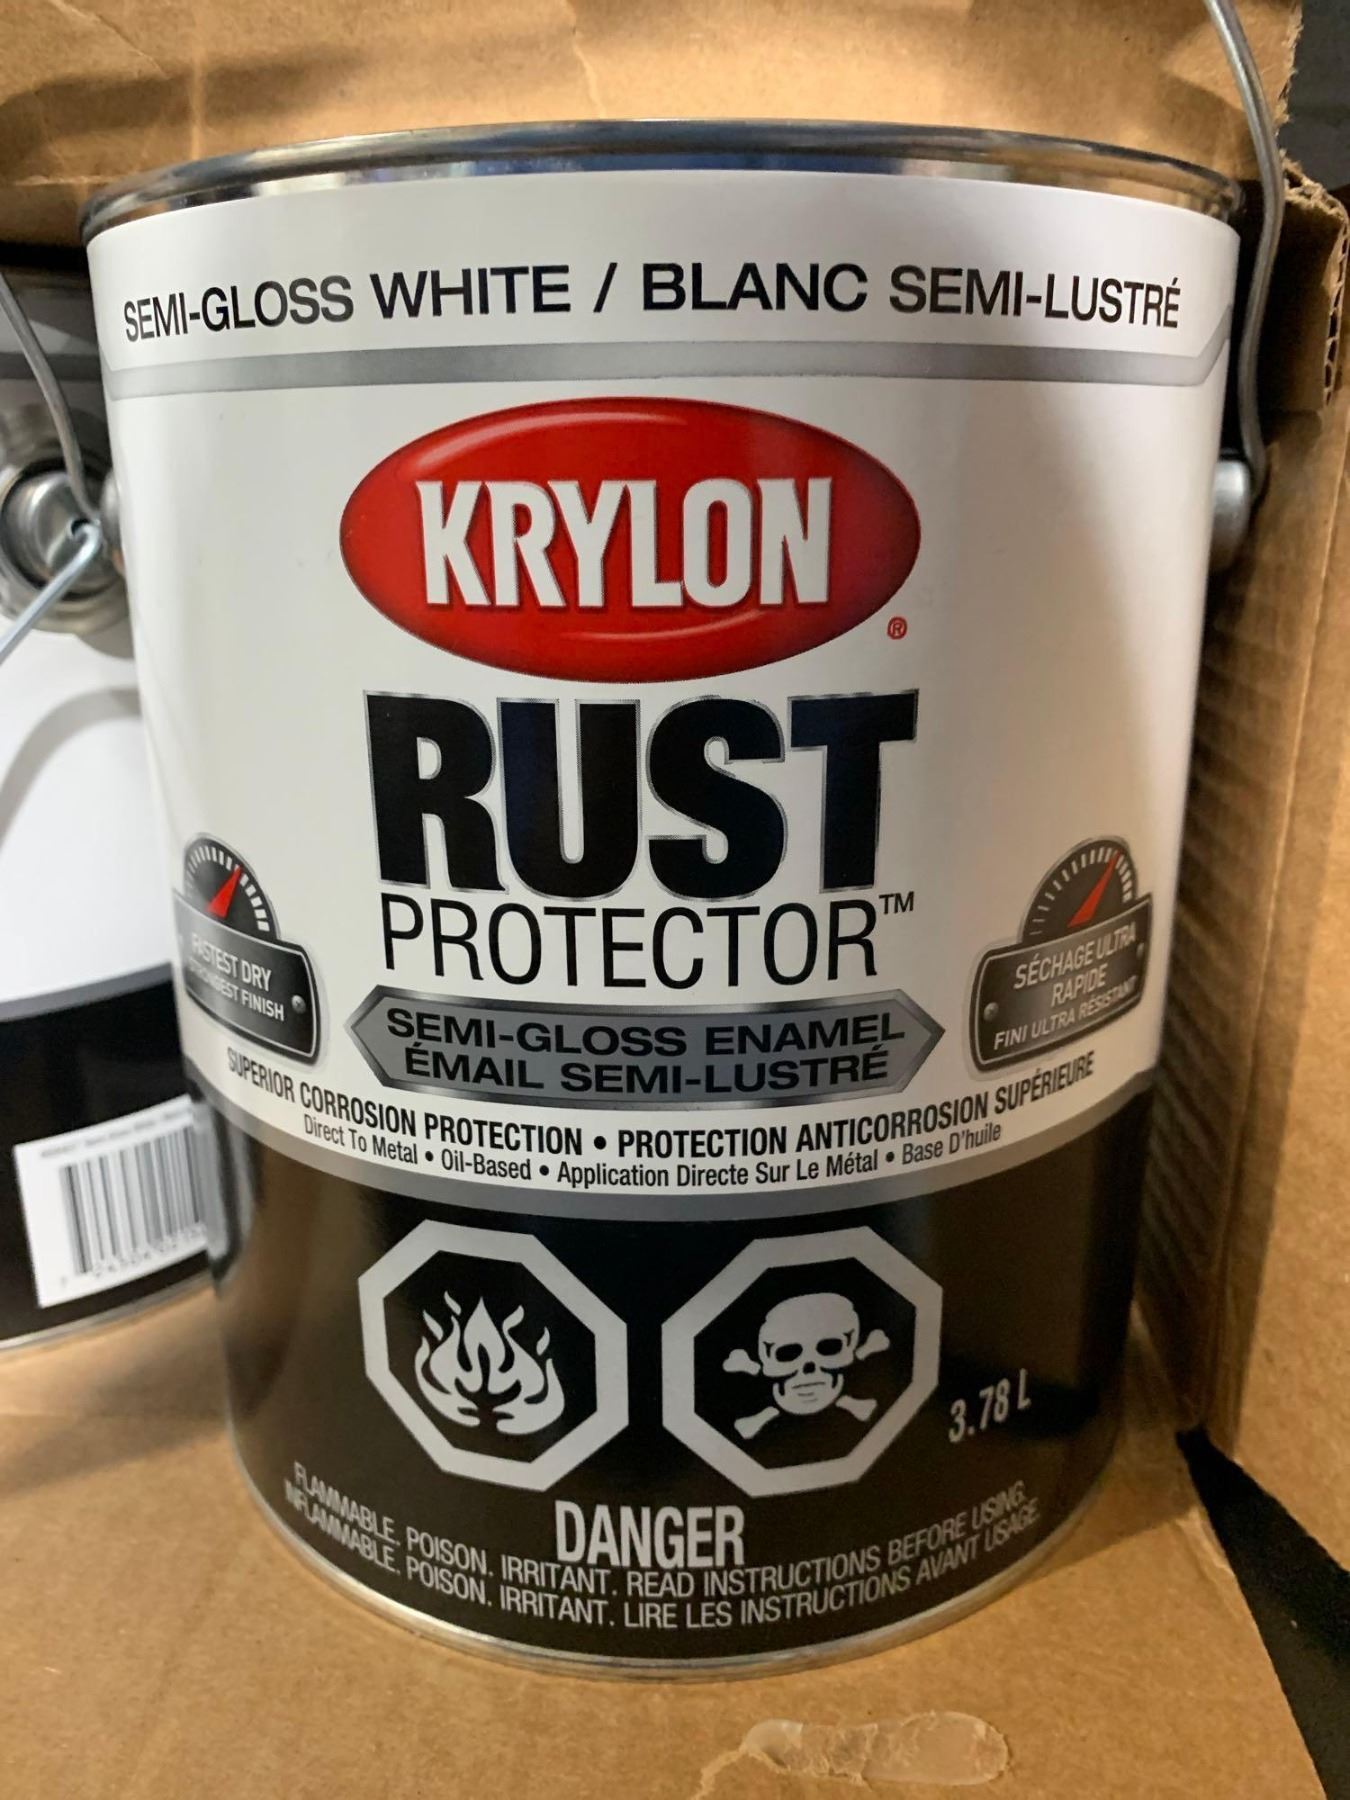 SEMI-GLOSS WHITE / BLANC SEMI-LUSTRÉ
KRYLON®
RUST
PROTECTOR™
FASTEST DRY
STRONGEST FINISH
SÉCHAGE ULTRA
RAPIDE
FINI ULTRA RÉSISTANT
SEMI-GLOSS ENAMEL
ÉMAIL SEMI-LUSTRÉ
SUPERIOR CORROSION PROTECTION • PROTECTION ANTICORROSION SUPÉRIEURE
Direct To Metal • Oil-Based • Application Directe Sur Le Métal • Base D'huile
3.78 L
DANGER
FLAMMABLE. POISON. IRRITANT. READ INSTRUCTIONS BEFORE USING.
INFLAMMABLE. POISON. IRRITANT. LIRE LES INSTRUCTIONS AVANT USAGE.